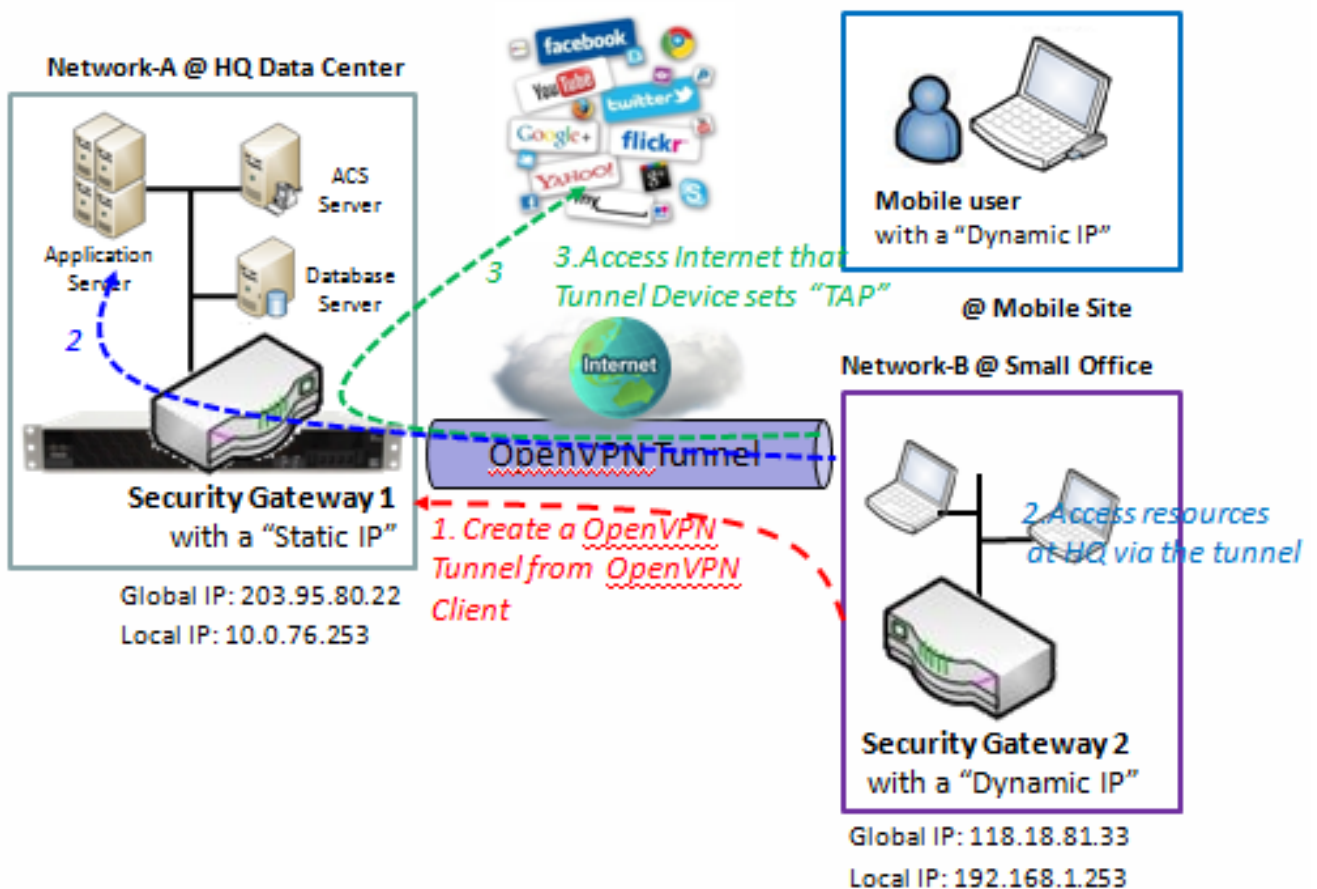 Network-A @ HQ Data Center
ACS
Server
Application
Server
Database
Server
2
Security Gateway 1
with a “Static IP”
Global IP: 203.95.80.22
Local IP: 10.0.76.253
facebook
YouTube
twitter
Google+
flickr
YAHOO!
g+
my
3
3.Access Internet that
Tunnel Device sets “TAP”
Internet
OpenVPN Tunnel
1. Create a OpenVPN
Tunnel from OpenVPN
Client
Mobile user
with a “Dynamic IP”
@ Mobile Site
Network-B @ Small Office
2.Access resources
at HQ via the tunnel
Security Gateway 2
with a “Dynamic IP”
Global IP: 118.18.81.33
Local IP: 192.168.1.253